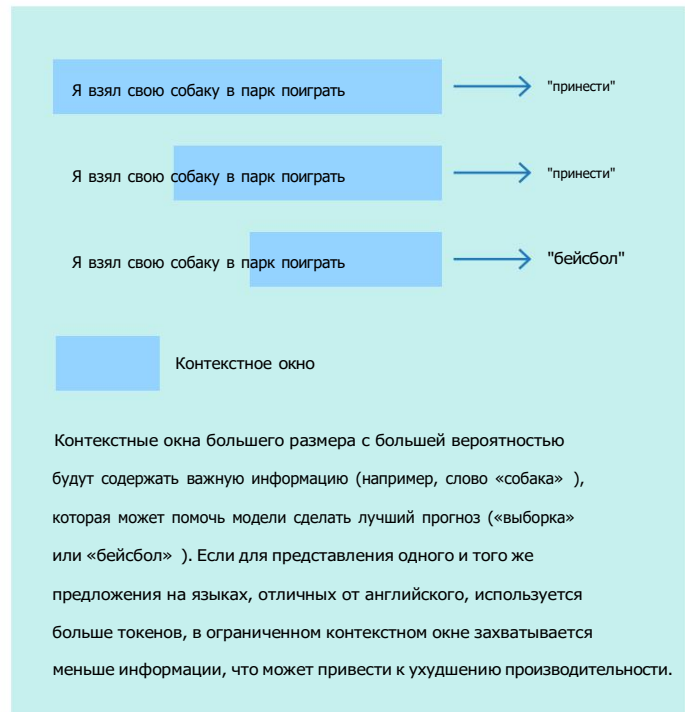 Я взял свою собаку в парк поиграть "принести"
Я взял свою собаку в парк поиграть "принести"
Я взял свою собаку в парк поиграть "бейсбол"
Контекстное окно
Контекстные окна большего размера с большей вероятностью
будут содержать важную информацию (например, слово «собака» ),
которая может помочь модели сделать лучший прогноз («выборка»
или «бейсбол» ). Если для представления одного и того же
предложения на языках, отличных от английского, используется
больше токенов, в ограниченном контекстном окне захватывается
меньше информации, что может привести к ухудшению производительности.